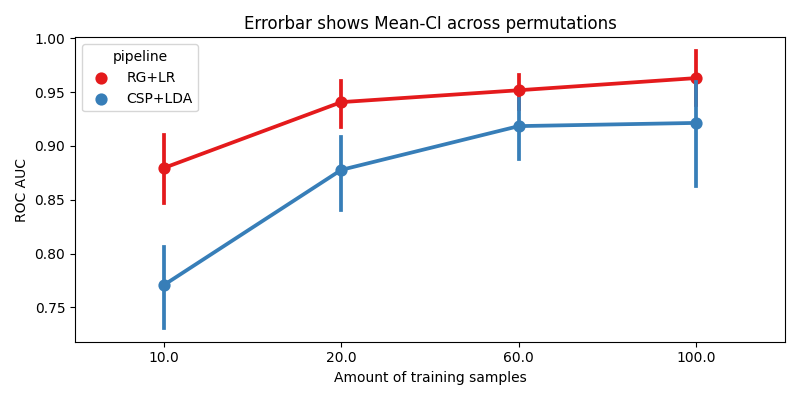 Errorbar shows Mean-CI across permutations
pipeline
RG+LR
CSP+LDA
ROC AUC
1.00
0.95
0.90
0.85
0.80
0.75
10.0 20.0 60.0 100.0
Amount of training samples